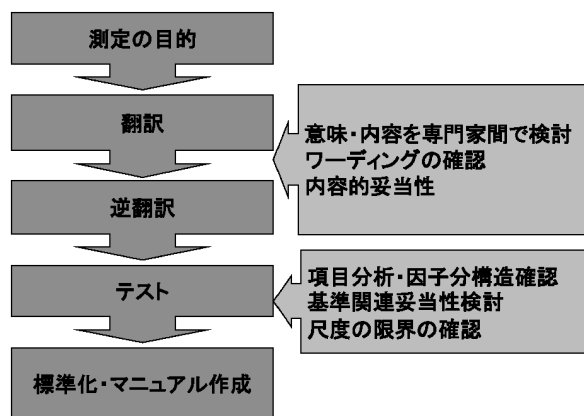 測定の目的
翻訳
意味・内容を専門家間で検討
ワーディングの確認
内容的妥当性
逆翻訳
テスト
項目分析・因子分構造確認
基準関連妥当性検討
尺度の限界の確認
標準化・マニュアル作成